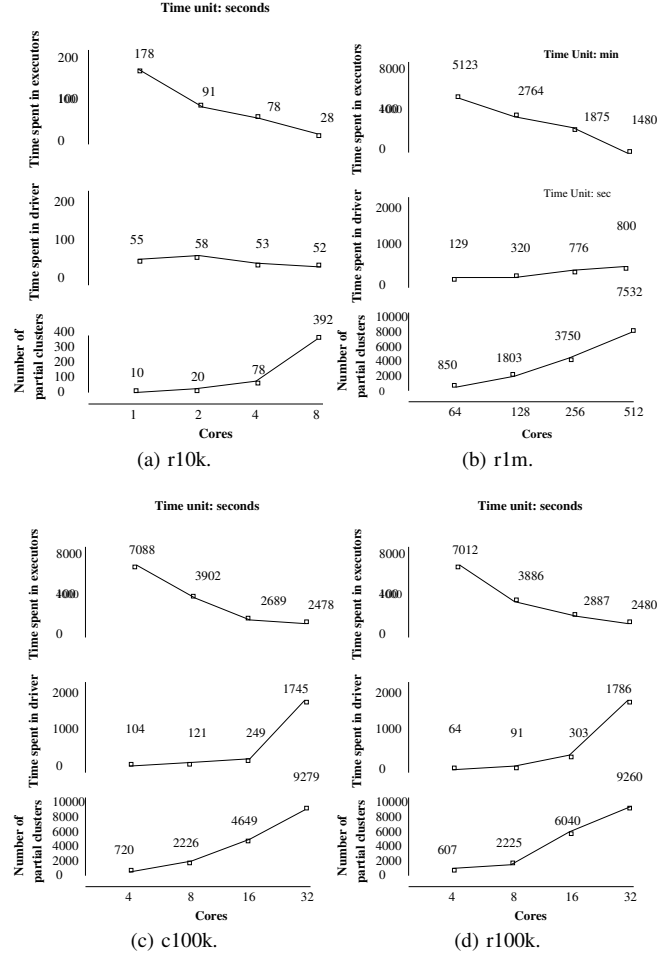 Time unit: seconds
Time spent in executors
200
100
0
178
91
78
28
Time spent in driver
200
100
0
55
58
53
52
Number of
partial clusters
400
300
200
100
0
10
20
78
392
1 2 4 8
Cores
(a) r10k.
Time Unit: min
Time spent in executors
8000
4000
0
5123
2764
1875
1480
Time Unit: sec
Time spent in driver
2000
1000
0
129
320
776
800
Number of
partial clusters
10000
8000
6000
4000
2000
0
850
1803
3750
7532
64 128 256 512
Cores
(b) r1m.
Time unit: seconds
Time spent in executors
8000
4000
0
7088
3902
2689
2478
Time spent in driver
2000
1000
0
104
121
249
1745
Number of
partial clusters
10000
8000
6000
4000
2000
0
720
2226
4649
9279
4 8 16 32
Cores
(c) c100k.
Time unit: seconds
Time spent in executors
8000
4000
0
7012
3886
2887
2480
Time spent in driver
2000
1000
0
64
91
303
1786
Number of
partial clusters
10000
8000
6000
4000
2000
0
607
2225
6040
9260
4 8 16 32
Cores
(d) r100k.